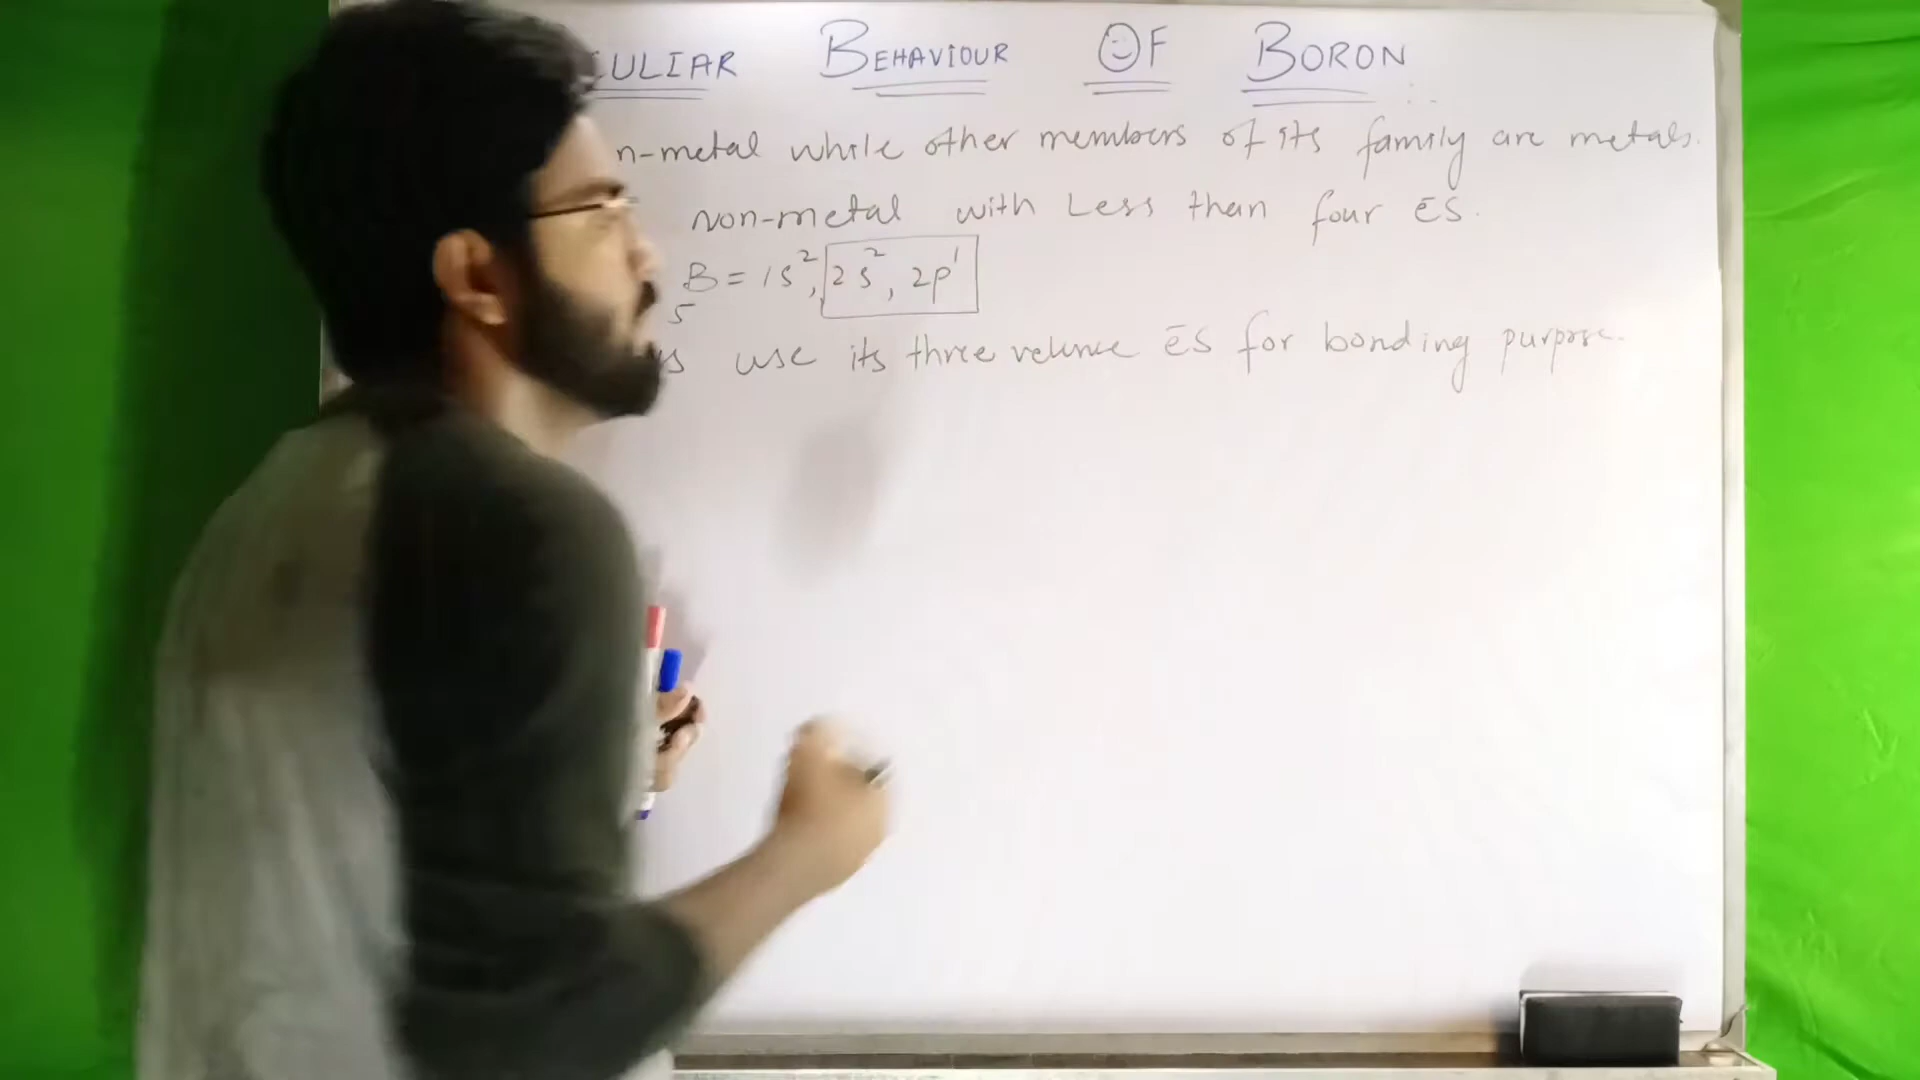 CULIAR BEHAVIOUR OF BORON
n-metal while other members of its family are metals.
non-metal with Less than four ēs.
₅B = 1s², 2s², 2p¹
s use its three velence ēs for bonding purpose.